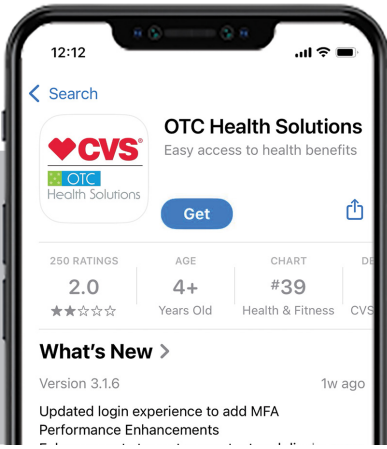 12:12
Search
CVS®
OTC
Health Solutions
OTC Health Solutions
Easy access to health benefits
Get
250 RATINGS
2.0
AGE
4+
Years Old
CHART
#39
Health & Fitness
CVS
What's New >
Version 3.1.6
1w ago
Updated login experience to add MFA
Performance Enhancements